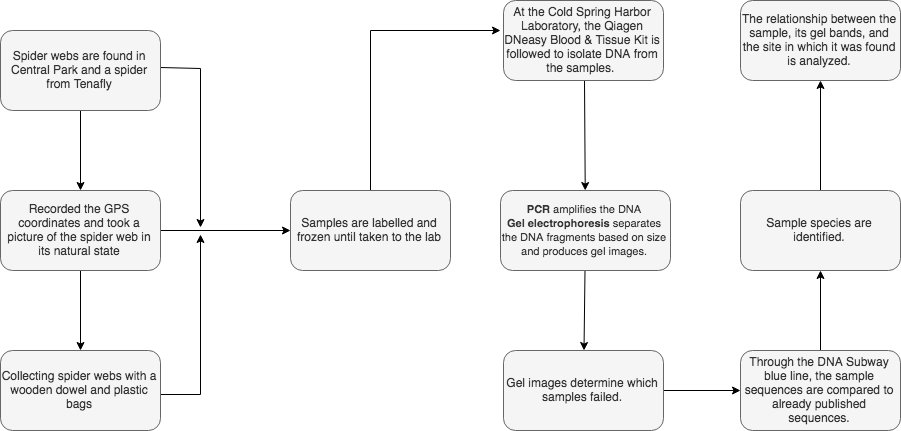 Spider webs are found in
Central Park and a spider
from Tenafly
Recorded the GPS
coordinates and took a
picture of the spider web in
its natural state
Collecting spider webs with a
wooden dowel and plastic
bags
Samples are labelled and
frozen until taken to the lab
At the Cold Spring Harbor
Laboratory, the Qiagen
DNeasy Blood & Tissue Kit is
followed to isolate DNA from
the samples.
PCR amplifies the DNA
Gel electrophoresis separates
the DNA fragments based on size
and produces gel images.
Gel images determine which
samples failed.
Through the DNA Subway
blue line, the sample
sequences are compared to
already published
sequences.
Sample species are
identified.
The relationship between the
sample, its gel bands, and
the site in which it was found
is analyzed.